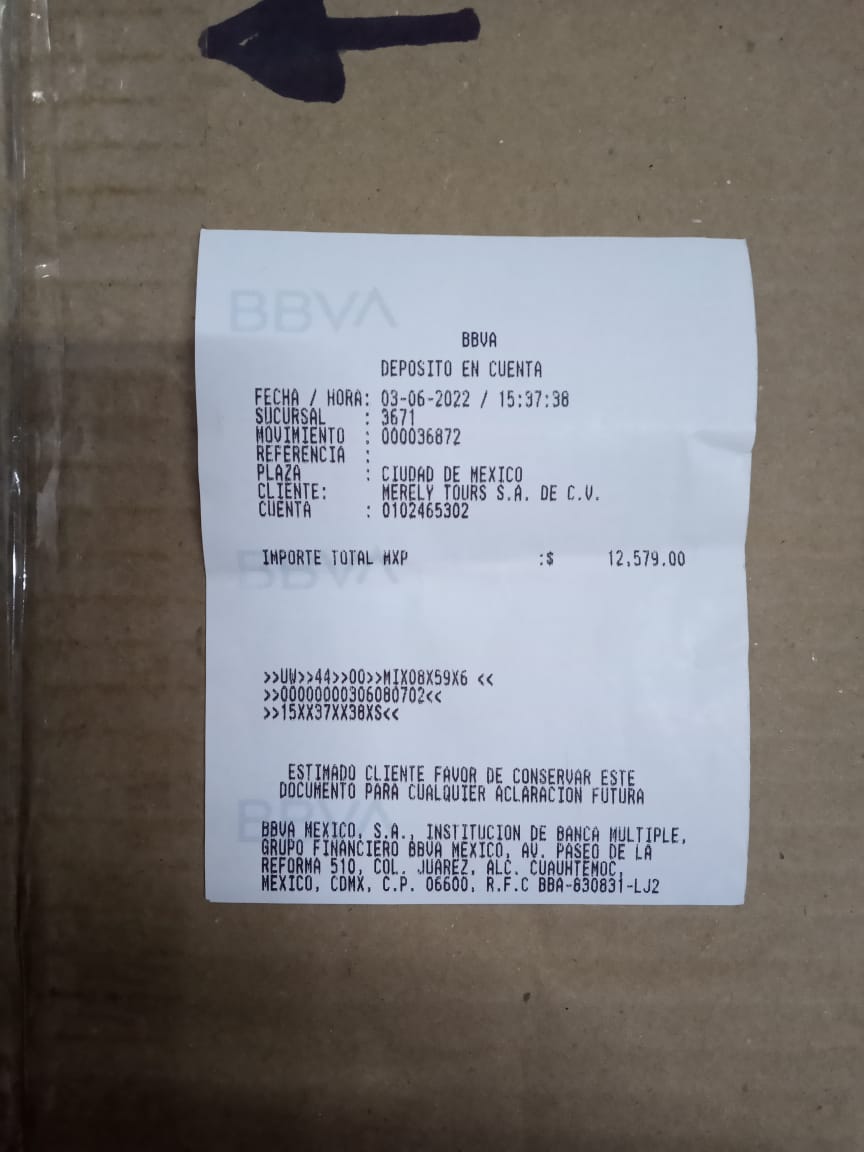 BBVA
BBVA
DEPOSITO EN CUENTA
FECHA / HORA: 03-06-2022 / 15:37:38
SUCURSAL : 3671
MOVIMIENTO : 000036872
REFERENCIA :
PLAZA : CIUDAD DE MEXICO
CLIENTE: MERELY TOURS S.A. DE C.V.
CUENTA : 0102465302
BBVA
IMPORTE TOTAL MXP :$ 12,579.00
>>UW>>44>>00>>MIX08X59X6 <<
>>00000000306080702<<
>>15XX37XX38XS<<
ESTIMADO CLIENTE FAVOR DE CONSERVAR ESTE
DOCUMENTO PARA CUALQUIER ACLARACION FUTURA
BBVA
BBVA MEXICO, S.A., INSTITUCION DE BANCA MULTIPLE,
GRUPO FINANCIERO BBVA MEXICO, AV. PASEO DE LA
REFORMA 510, COL. JUAREZ, ALC. CUAUHTEMOC,
MEXICO, CDMX, C.P. 06600, R.F.C BBA-830831-LJ2